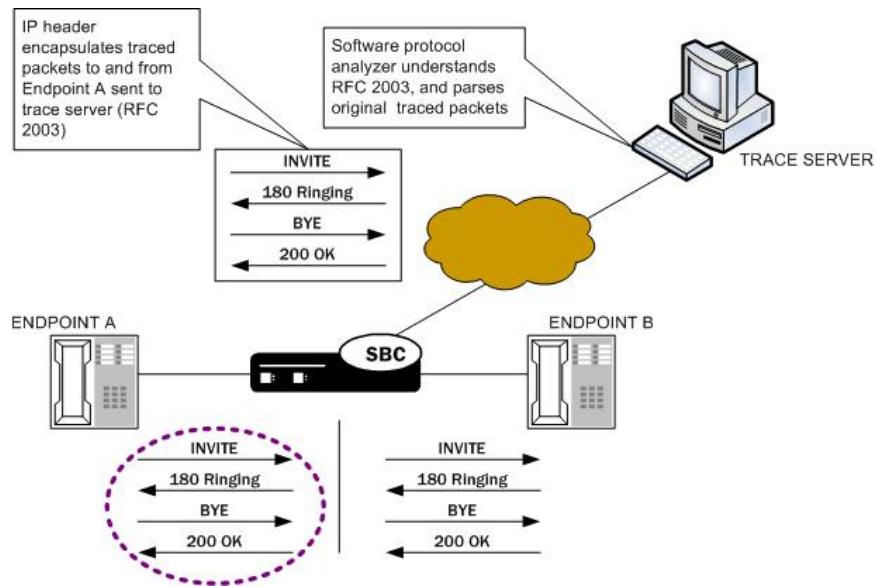 IP header
encapsulates traced
packets to and from
Endpoint A sent to
trace server (RFC
2003)
Software protocol
analyzer understands
RFC 2003, and parses
original traced packets
TRACE SERVER
INVITE
180 Ringing
BYE
200 OK
ENDPOINT A
SBC
ENDPOINT B
INVITE
180 Ringing
BYE
200 OK
INVITE
180 Ringing
BYE
200 OK